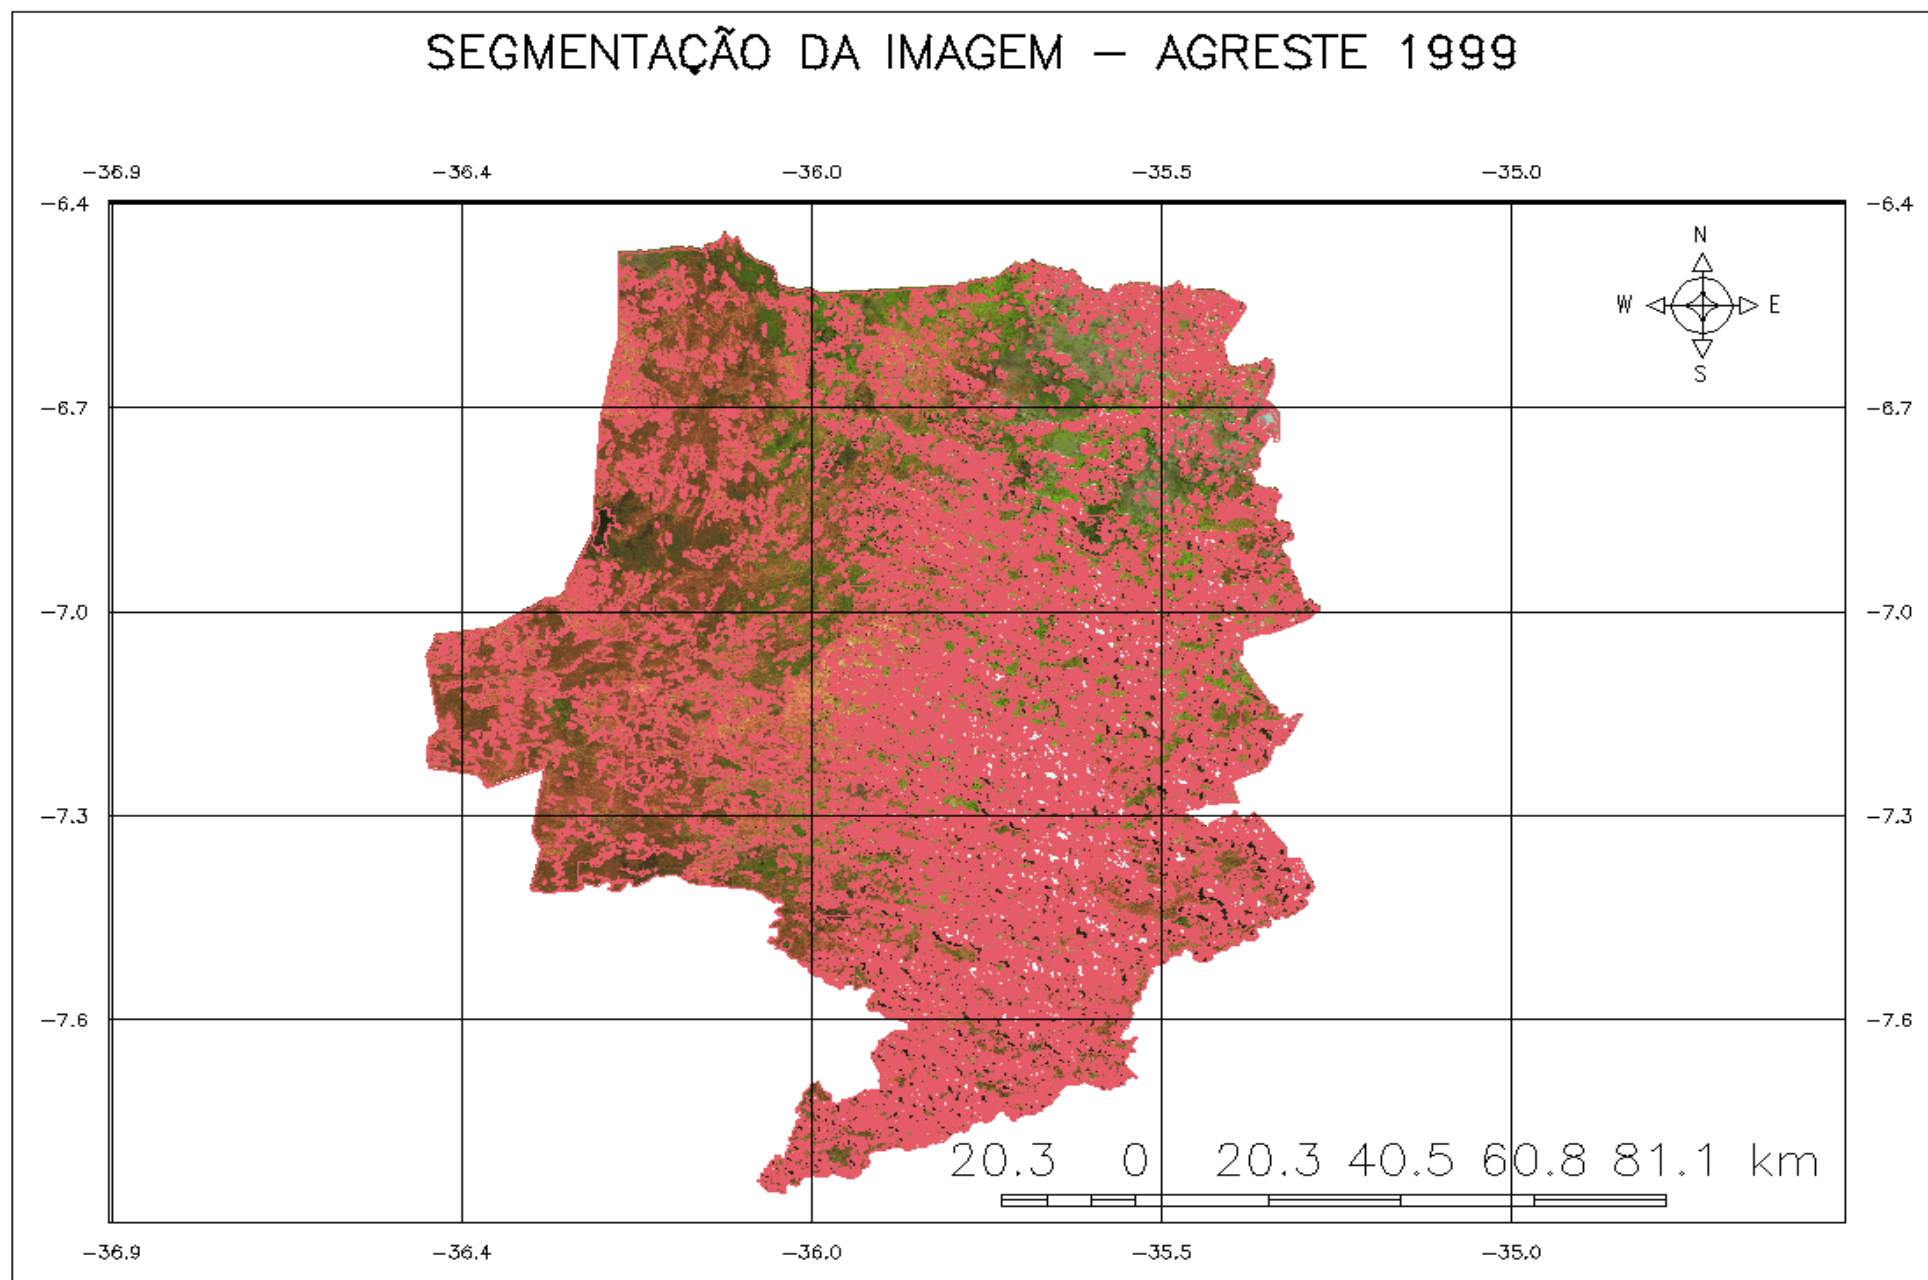 SEGMENTAÇÃO DA IMAGEM – AGRESTE 1999
-36.9 -36.4 -36.0 -35.5 -35.0
-6.4 -6.4
N
W E
S
-6.7 -6.7
-7.0 -7.0
-7.3 -7.3
-7.6 -7.6
20.3 0 20.3 40.5 60.8 81.1 km
-36.9 -36.4 -36.0 -35.5 -35.0